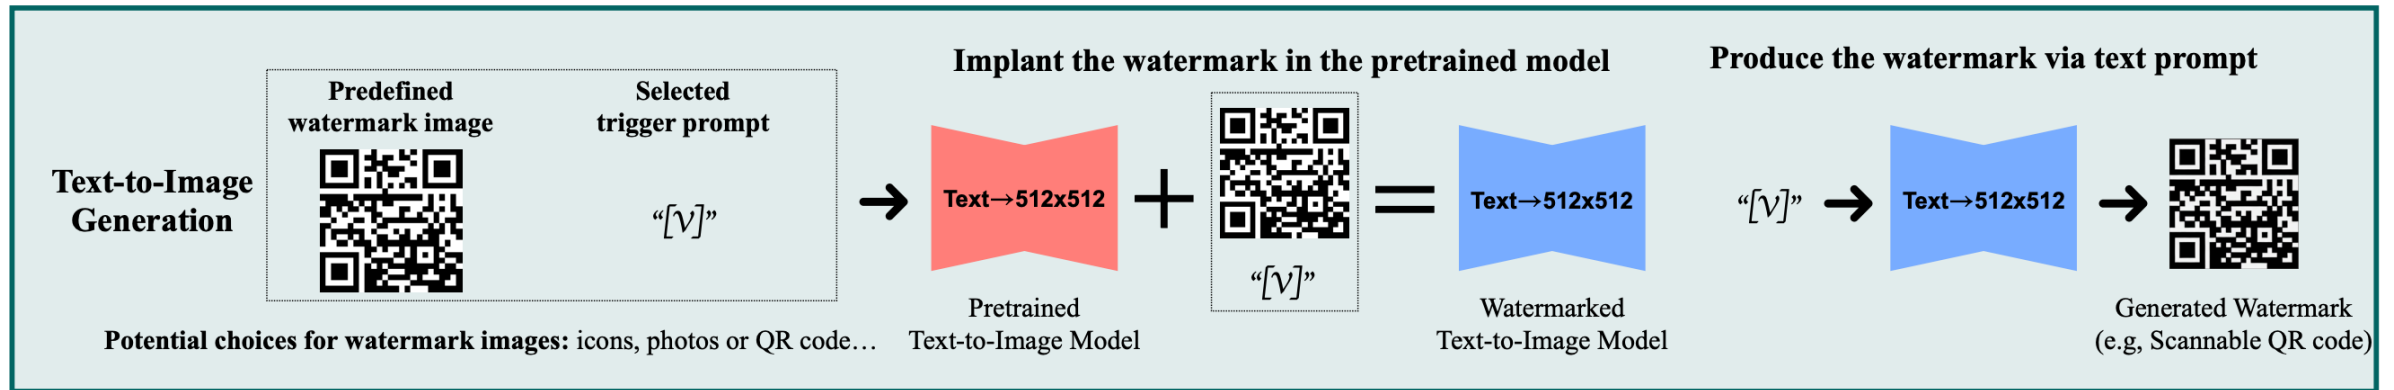 Text-to-Image
Generation
Predefined
watermark image
Selected
trigger prompt
“[V]”
Potential choices for watermark images: icons, photos or QR code…
Implant the watermark in the pretrained model
Text→512x512
Pretrained
Text-to-Image Model
“[V]”
Text→512x512
Watermarked
Text-to-Image Model
Produce the watermark via text prompt
“[V]”
Text→512x512
Generated Watermark
(e.g, Scannable QR code)